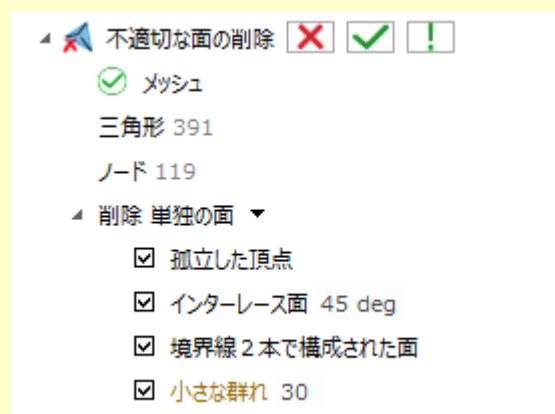 不適切な面の削除
メッシュ
三角形 391
ノード 119
削除 単独の面
孤立した頂点
インターレース面 45 deg
境界線２本で構成された面
小さな群れ 30